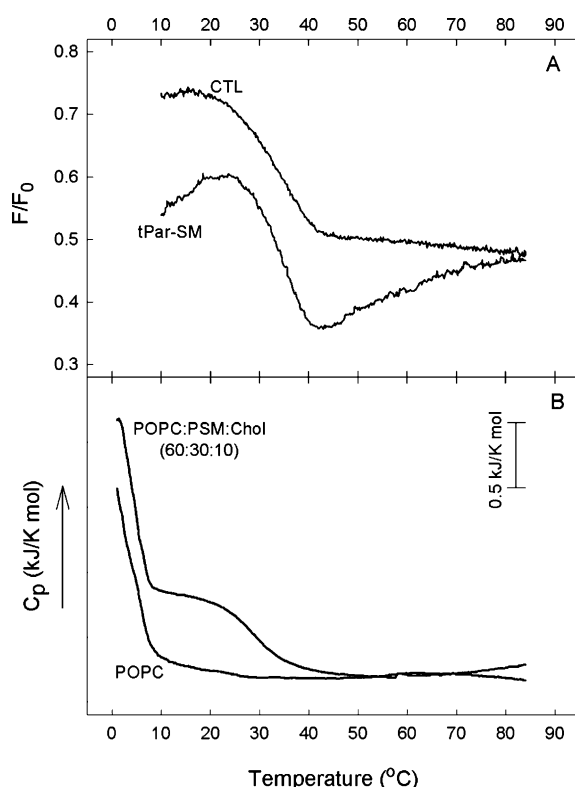 0 10 20 30 40 50 60 70 80 90
0.8
A
CTL
0.7
0.6
F/F0
tPar-SM
0.5
0.4
0.3
B
POPC:PSM:Chol
(60:30:10)
0.5 kJ/K mol
Cp (kJ/K mol)
POPC
0 10 20 30 40 50 60 70 80 90
Temperature (oC)